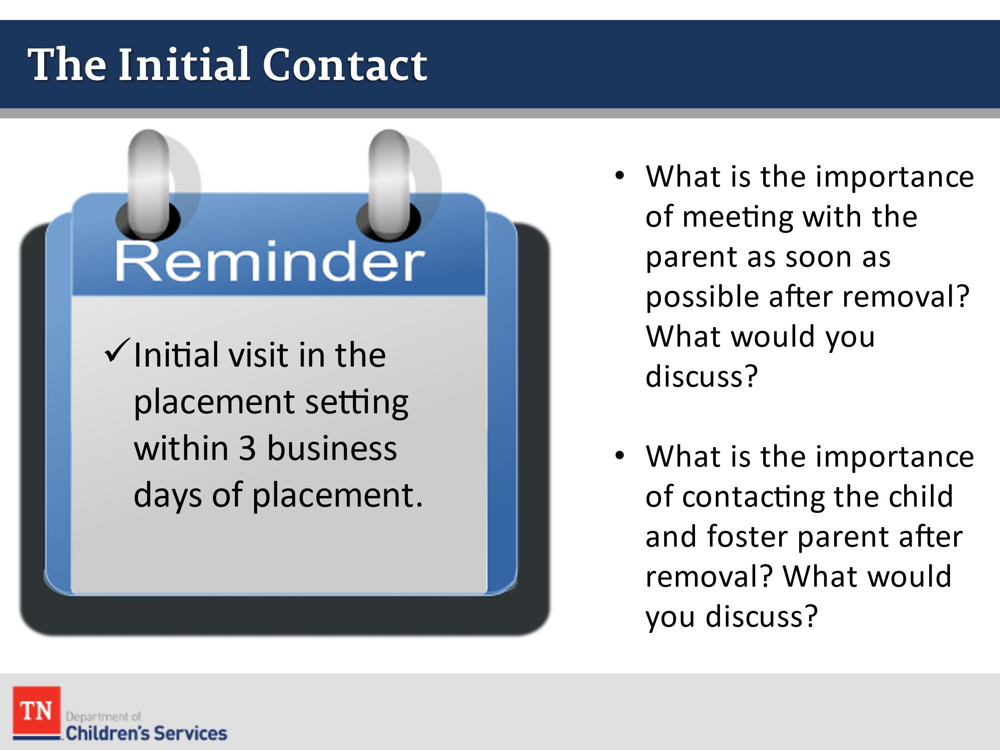 The Initial Contact
Reminder
✓Initial visit in the
placement setting
within 3 business
days of placement.
• What is the importance
of meeting with the
parent as soon as
possible after removal?
What would you
discuss?
• What is the importance
of contacting the child
and foster parent after
removal? What would
you discuss?
TN
Department of
Children's Services